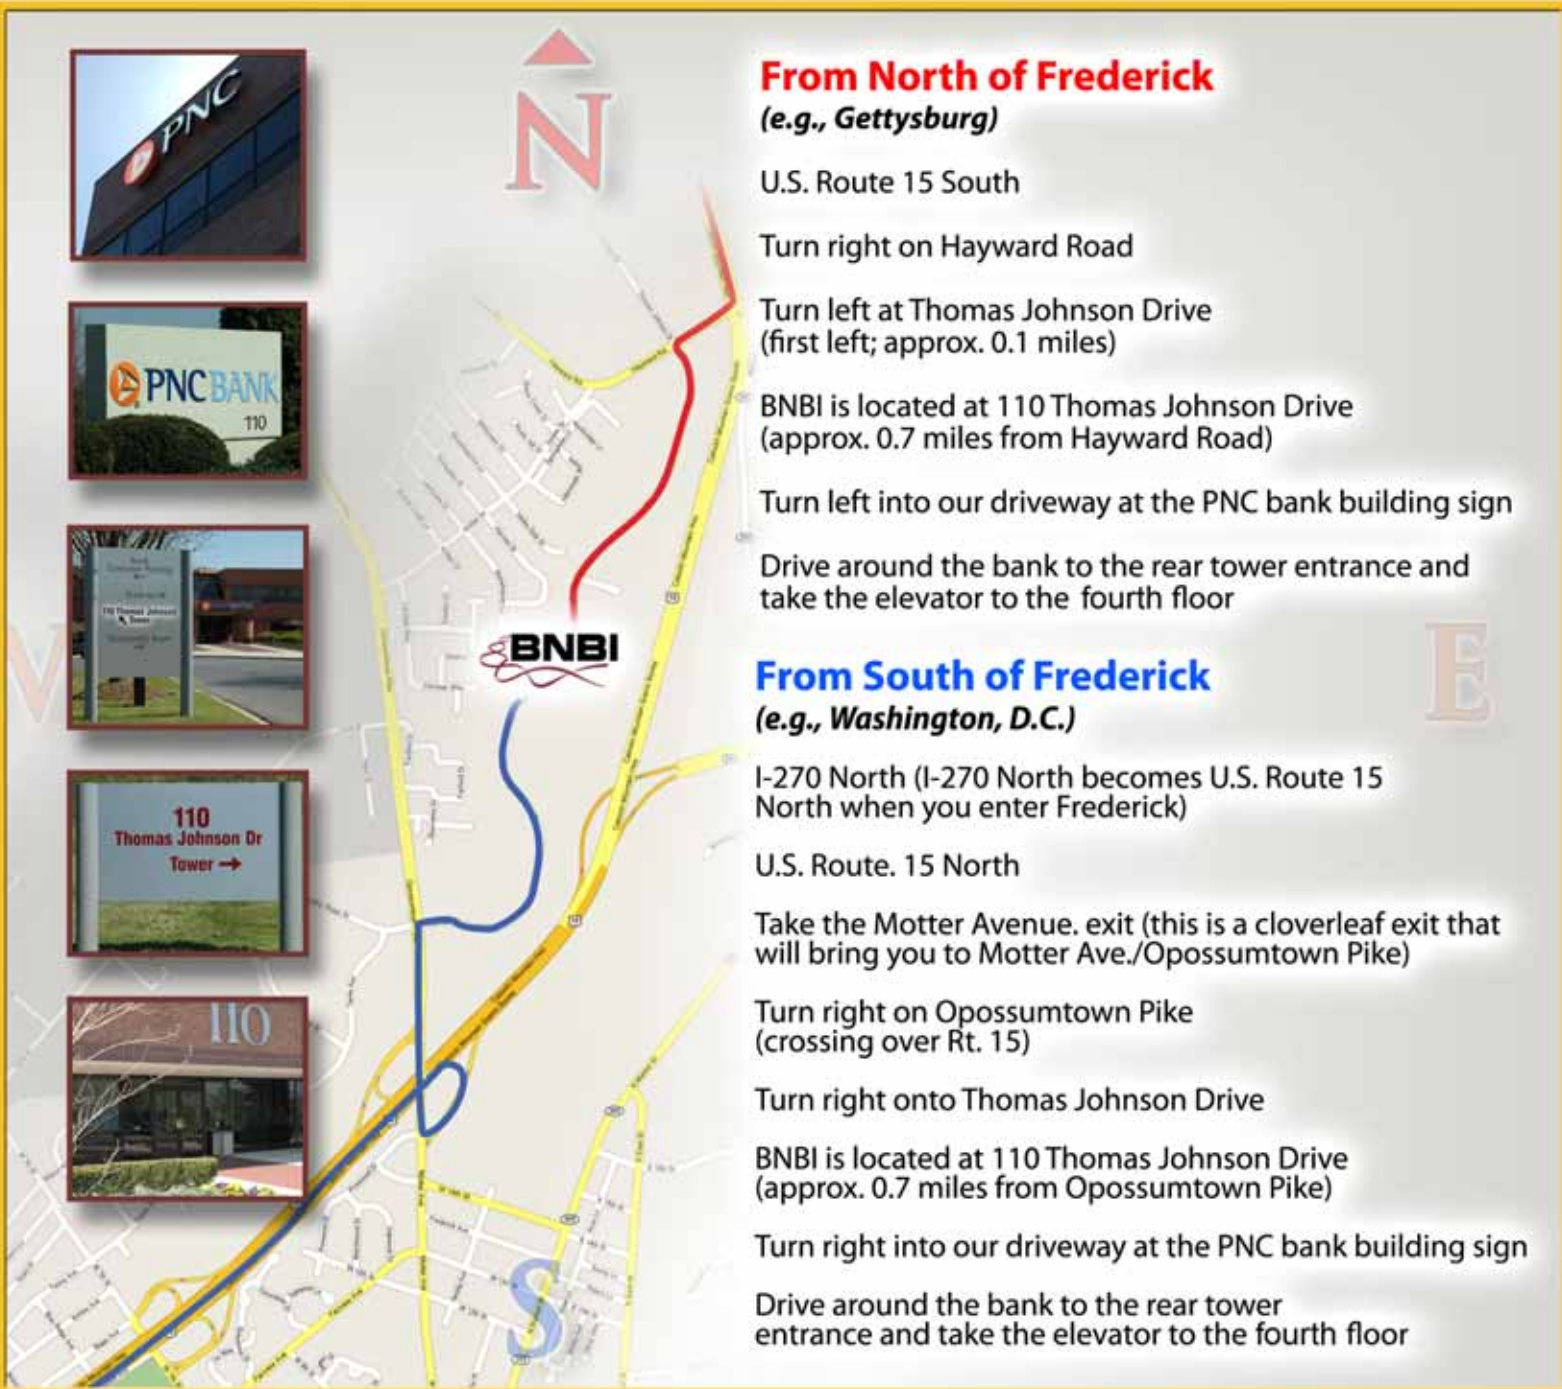 N
PNC
PNC BANK
110
110 Thomas Johnson
Tower
110
Thomas Johnson Dr
Tower →
110
From North of Frederick
(e.g., Gettysburg)
U.S. Route 15 South
Turn right on Hayward Road
Turn left at Thomas Johnson Drive
(first left; approx. 0.1 miles)
BNBI is located at 110 Thomas Johnson Drive
(approx. 0.7 miles from Hayward Road)
Turn left into our driveway at the PNC bank building sign
Drive around the bank to the rear tower entrance and
take the elevator to the fourth floor
BNBI
W
E
From South of Frederick
(e.g., Washington, D.C.)
I-270 North (I-270 North becomes U.S. Route 15
North when you enter Frederick)
U.S. Route. 15 North
Take the Motter Avenue. exit (this is a cloverleaf exit that
will bring you to Motter Ave./Opossumtown Pike)
Turn right on Opossumtown Pike
(crossing over Rt. 15)
Turn right onto Thomas Johnson Drive
BNBI is located at 110 Thomas Johnson Drive
(approx. 0.7 miles from Opossumtown Pike)
Turn right into our driveway at the PNC bank building sign
Drive around the bank to the rear tower
entrance and take the elevator to the fourth floor
S